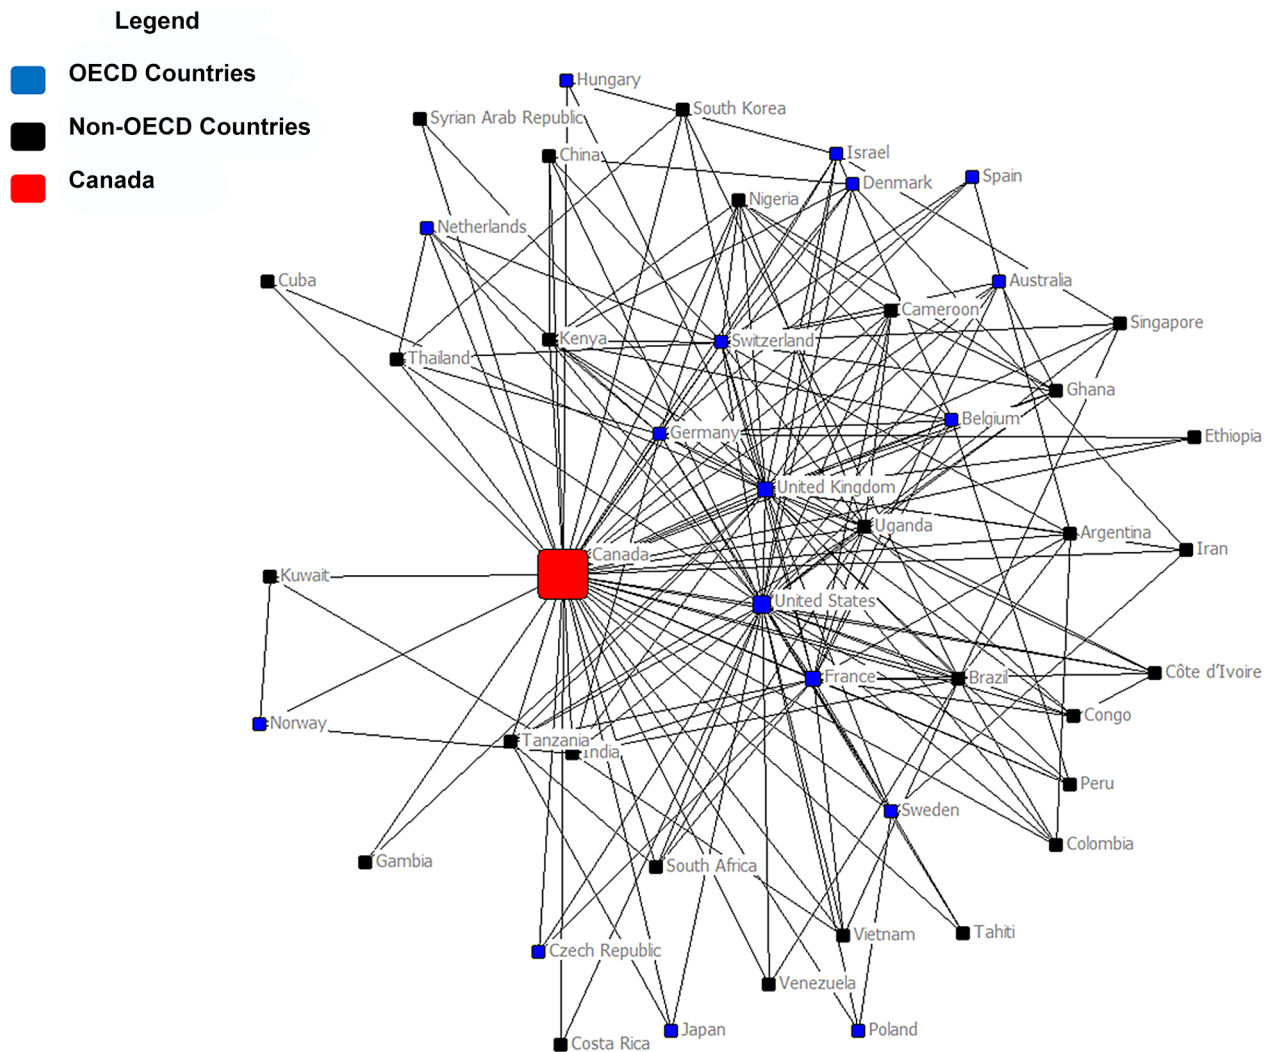 Legend
OECD Countries
Non-OECD Countries
Canada
Hungary
South Korea
Syrian Arab Republic
China
Israel
Denmark
Spain
Nigeria
Netherlands
Cuba
Australia
Cameroon
Singapore
Kenya
Switzerland
Thailand
Ghana
Belgium
Germany
Ethiopia
United Kingdom
Uganda
Argentina
Iran
Canada
Kuwait
United States
Côte d'Ivoire
France
Brazil
Congo
Norway
Tanzania
India
Peru
Sweden
Colombia
Gambia
South Africa
Tahiti
Vietnam
Czech Republic
Venezuela
Japan
Poland
Costa Rica